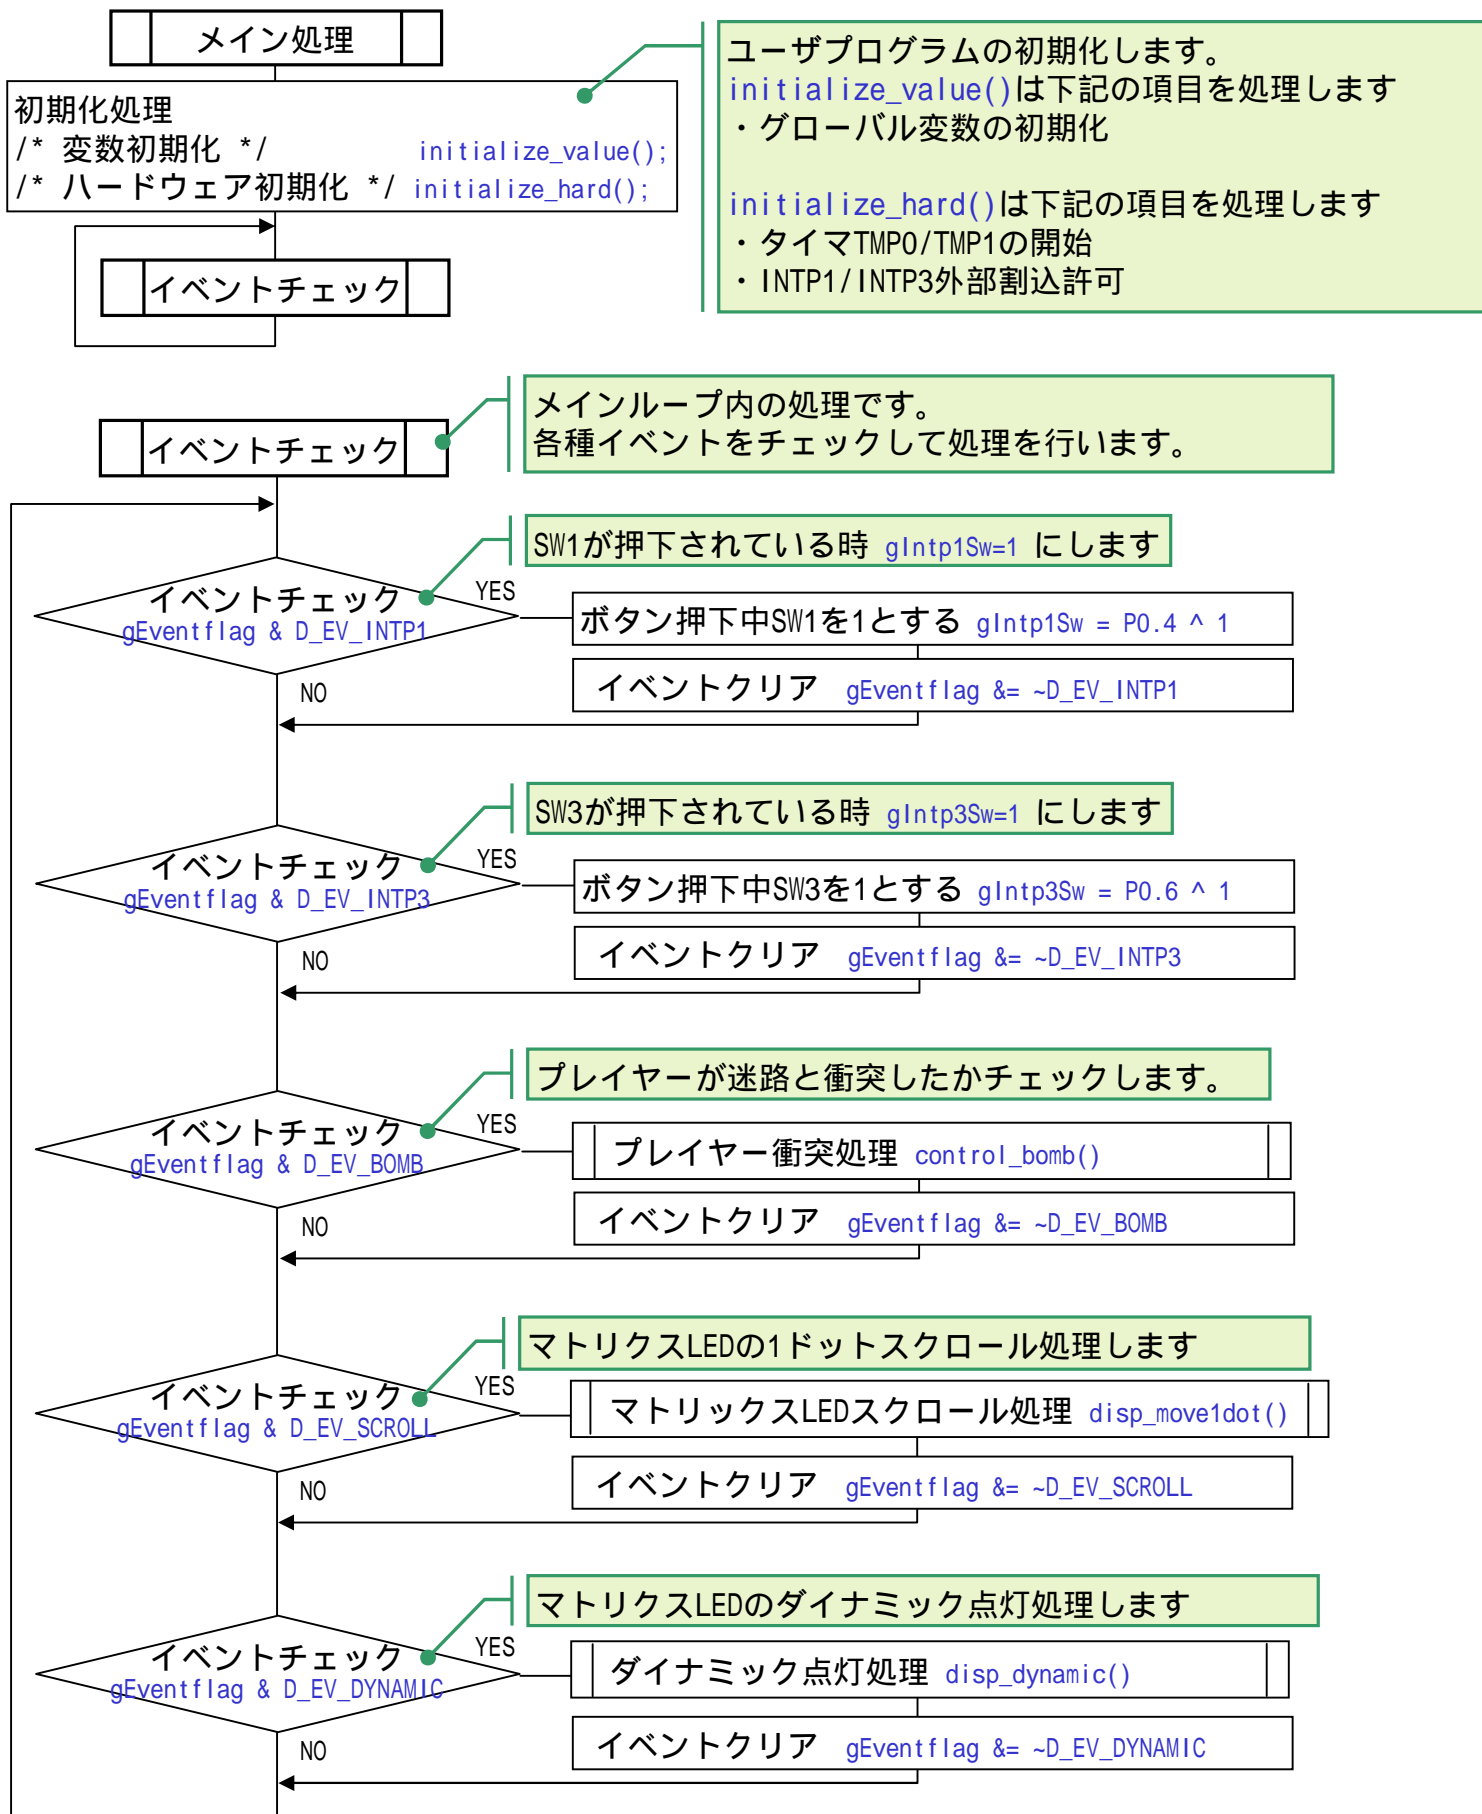 メイン処理
初期化処理
/* 変数初期化 */ initialize_value();
/* ハードウェア初期化 */ initialize_hard();
イベントチェック
ユーザプログラムの初期化します。
initialize_value()は下記の項目を処理します
・グローバル変数の初期化
initialize_hard()は下記の項目を処理します
・タイマTMP0/TMP1の開始
・INTP1/INTP3外部割込許可
イベントチェック
メインループ内の処理です。
各種イベントをチェックして処理を行います。
SW1が押下されている時 gIntp1Sw=1 にします
イベントチェック
gEventflag & D_EV_INTP1
YES
ボタン押下中SW1を1とする gIntp1Sw = P0.4 ^ 1
イベントクリア gEventflag &= ~D_EV_INTP1
NO
SW3が押下されている時 gIntp3Sw=1 にします
イベントチェック
gEventflag & D_EV_INTP3
YES
ボタン押下中SW3を1とする gIntp3Sw = P0.6 ^ 1
イベントクリア gEventflag &= ~D_EV_INTP3
NO
プレイヤーが迷路と衝突したかチェックします。
イベントチェック
gEventflag & D_EV_BOMB
YES
プレイヤー衝突処理 control_bomb()
イベントクリア gEventflag &= ~D_EV_BOMB
NO
マトリクスLEDの1ドットスクロール処理します
イベントチェック
gEventflag & D_EV_SCROLL
YES
マトリックスLEDスクロール処理 disp_move1dot()
イベントクリア gEventflag &= ~D_EV_SCROLL
NO
マトリクスLEDのダイナミック点灯処理します
イベントチェック
gEventflag & D_EV_DYNAMIC
YES
ダイナミック点灯処理 disp_dynamic()
イベントクリア gEventflag &= ~D_EV_DYNAMIC
NO